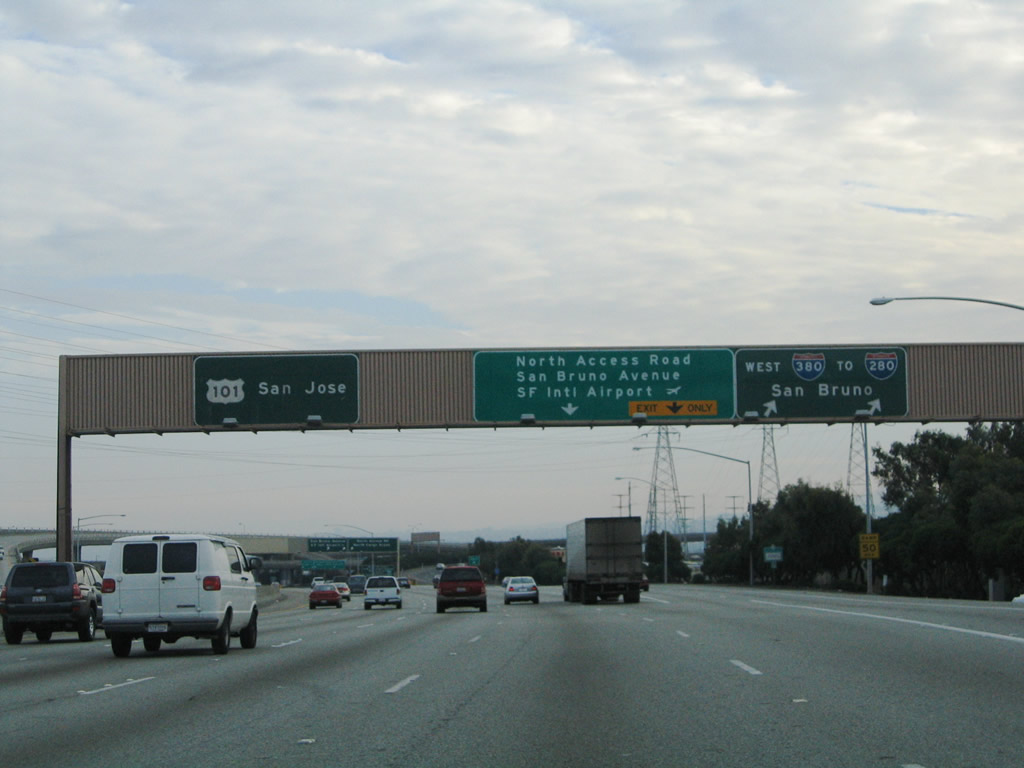 101 San Jose
North Access Road
San Bruno Avenue
SF Intl Airport
EXIT ONLY
WEST 380 TO 280
San Bruno
50